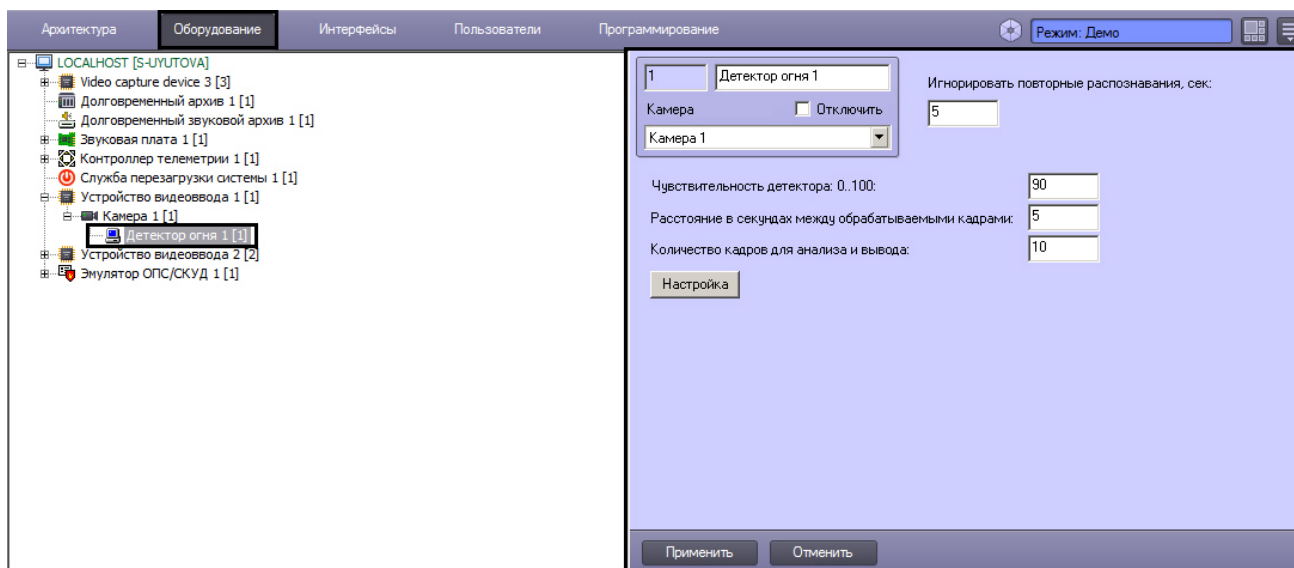 Архитектура Оборудование Интерфейсы Пользователи Программирование Режим: Демо
LOCALHOST [S-UYUTOVA]
Video capture device 3 [3]
Долговременный архив 1 [1]
Долговременный звуковой архив 1 [1]
Звуковая плата 1 [1]
Контроллер телеметрии 1 [1]
Служба перезагрузки системы 1 [1]
Устройство видеоввода 1 [1]
Камера 1 [1]
Детектор огня 1 [1]
Устройство видеоввода 2 [2]
Эмулятор ОПС/СКУД 1 [1]
1 Детектор огня 1
Камера Отключить
Камера 1
Игнорировать повторные распознавания, сек:
5
Чувствительность детектора: 0..100: 90
Расстояние в секундах между обрабатываемыми кадрами: 5
Количество кадров для анализа и вывода: 10
Настройка
Применить Отменить